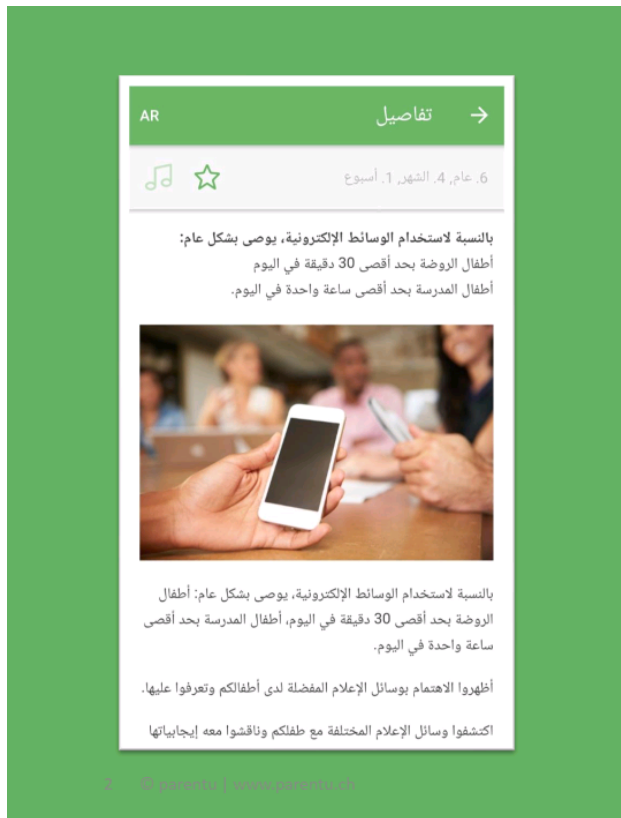 تفاصيل AR
6. عام, 4. الشهر, 1. أسبوع
بالنسبة لاستخدام الوسائط الإلكترونية، يوصى بشكل عام:
أطفال الروضة بحد أقصى 30 دقيقة في اليوم
أطفال المدرسة بحد أقصى ساعة واحدة في اليوم.
بالنسبة لاستخدام الوسائط الإلكترونية، يوصى بشكل عام: أطفال
الروضة بحد أقصى 30 دقيقة في اليوم، أطفال المدرسة بحد أقصى
ساعة واحدة في اليوم.
أظهروا الاهتمام بوسائل الإعلام المفضلة لدى أطفالكم وتعرفوا عليها.
اكتشفوا وسائل الإعلام المختلفة مع طفلكم وناقشوا معه إيجابياتها
2 © parentu | www.parentu.ch